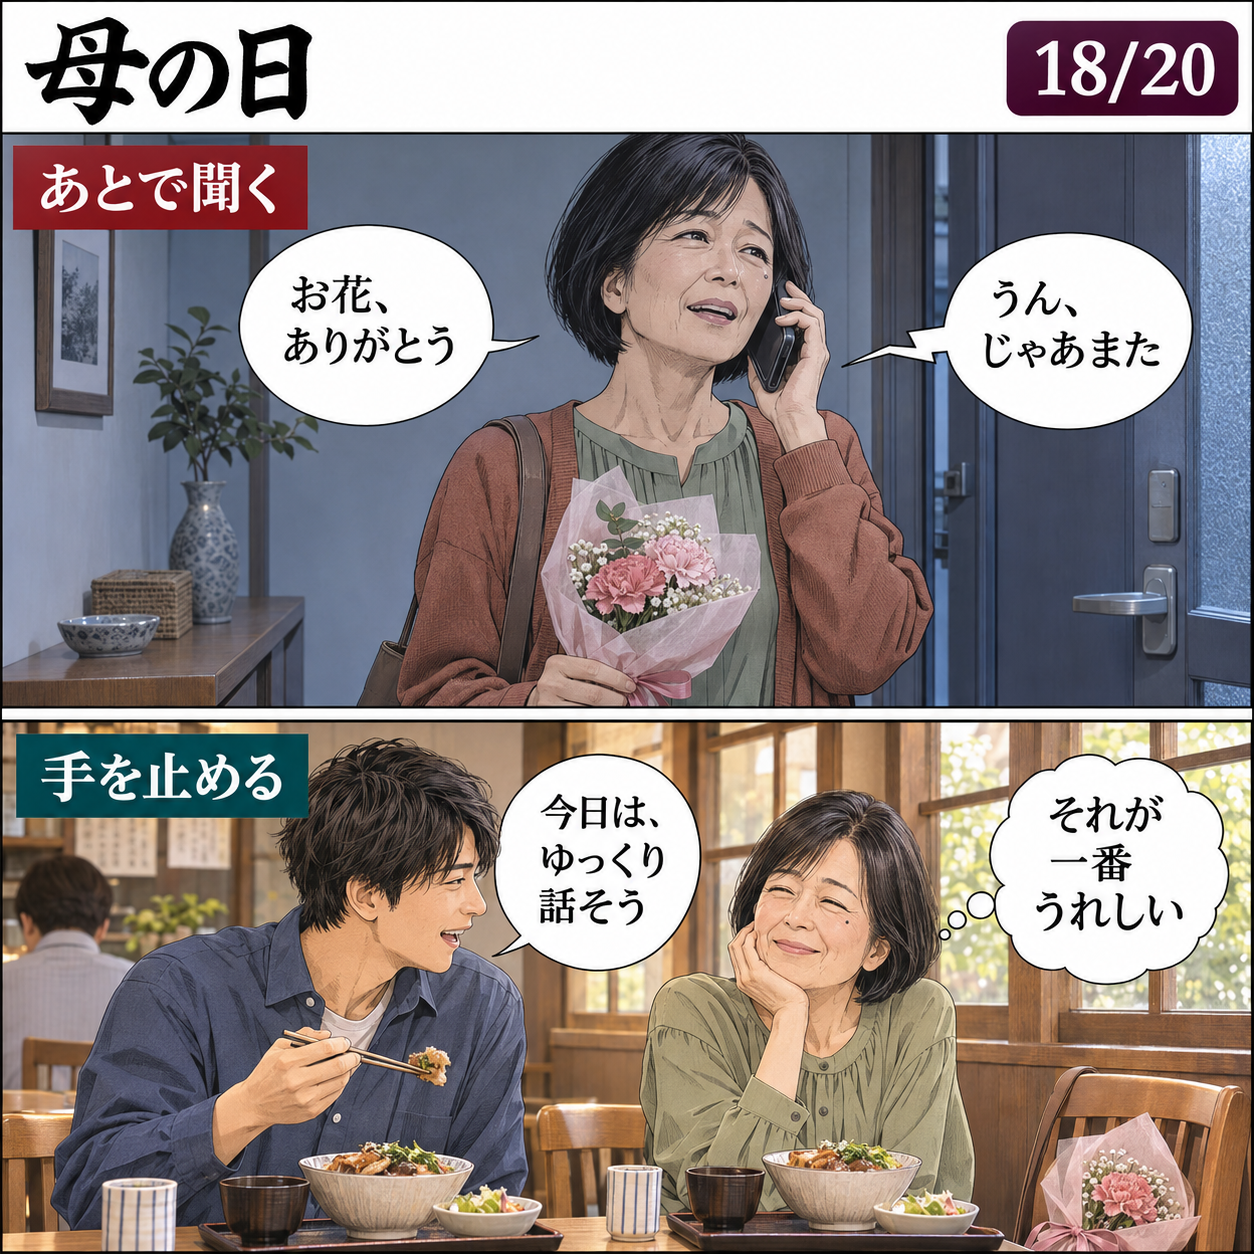 母の日
18/20
あとで聞く
お花、
ありがとう
うん、
じゃあまた
手を止める
今日は、
ゆっくり
話そう
それが
一番
うれしい